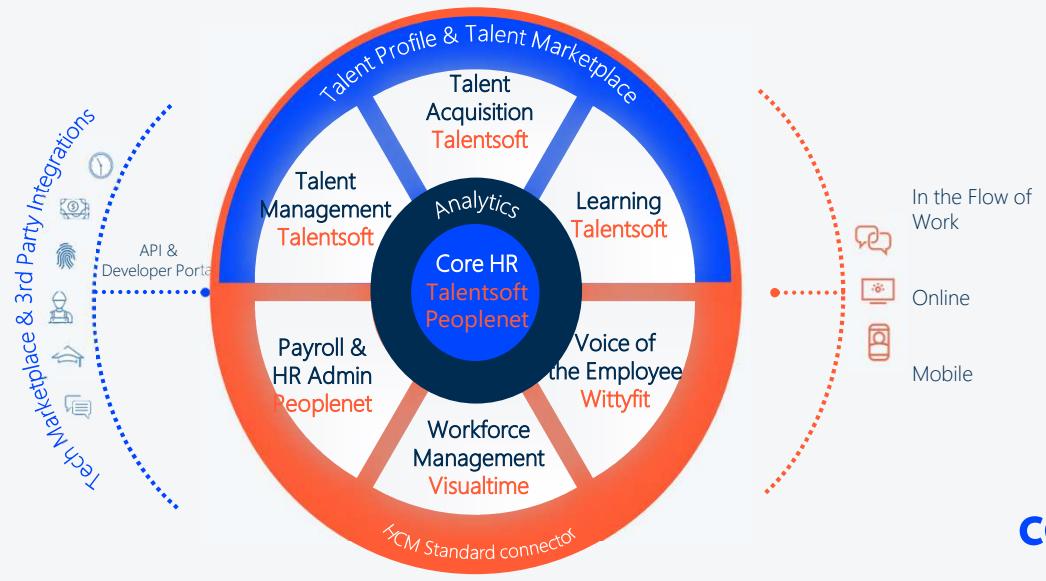 Talent Profile & Talent Marketplace
Talent
Acquisition
Talentsoft
Talent
Management
Talentsoft
Learning
Talentsoft
Analytics
Core HR
Talentsoft
Peoplenet
Payroll &
HR Admin
Peoplenet
Voice of
the Employee
Wittyfit
Workforce
Management
Visualtime
HCM Standard connector
Tech Marketplace & 3rd Party Integrations
API &
Developer Porta
In the Flow of
Work
Online
Mobile